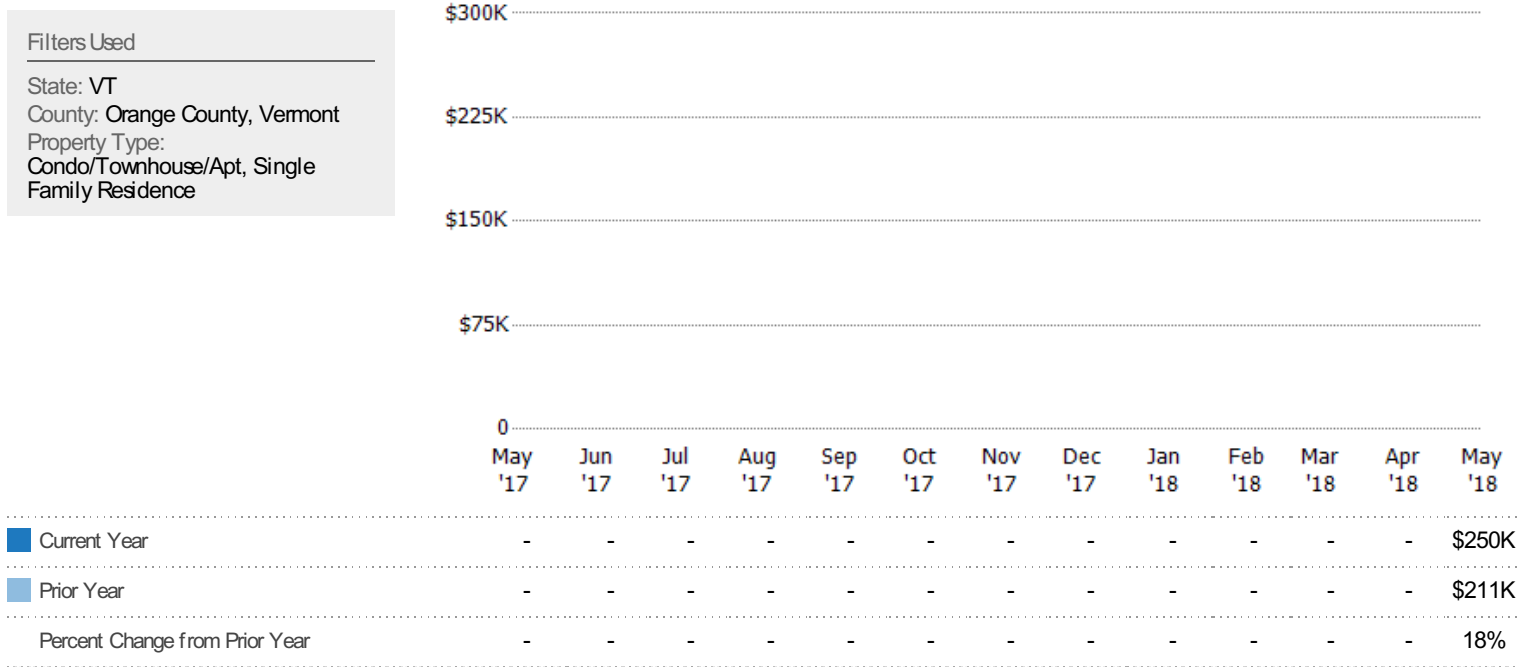 Filters Used
State: VT
County: Orange County, Vermont
Property Type:
Condo/Townhouse/Apt, Single
Family Residence
$300K
$225K
$150K
$75K
0
May Jun Jul Aug Sep Oct Nov Dec Jan Feb Mar Apr May
'17 '17 '17 '17 '17 '17 '17 '17 '18 '18 '18 '18 '18
Current Year - - - - - - - - - - - - $250K
Prior Year - - - - - - - - - - - - $211K
Percent Change from Prior Year - - - - - - - - - - - - 18%